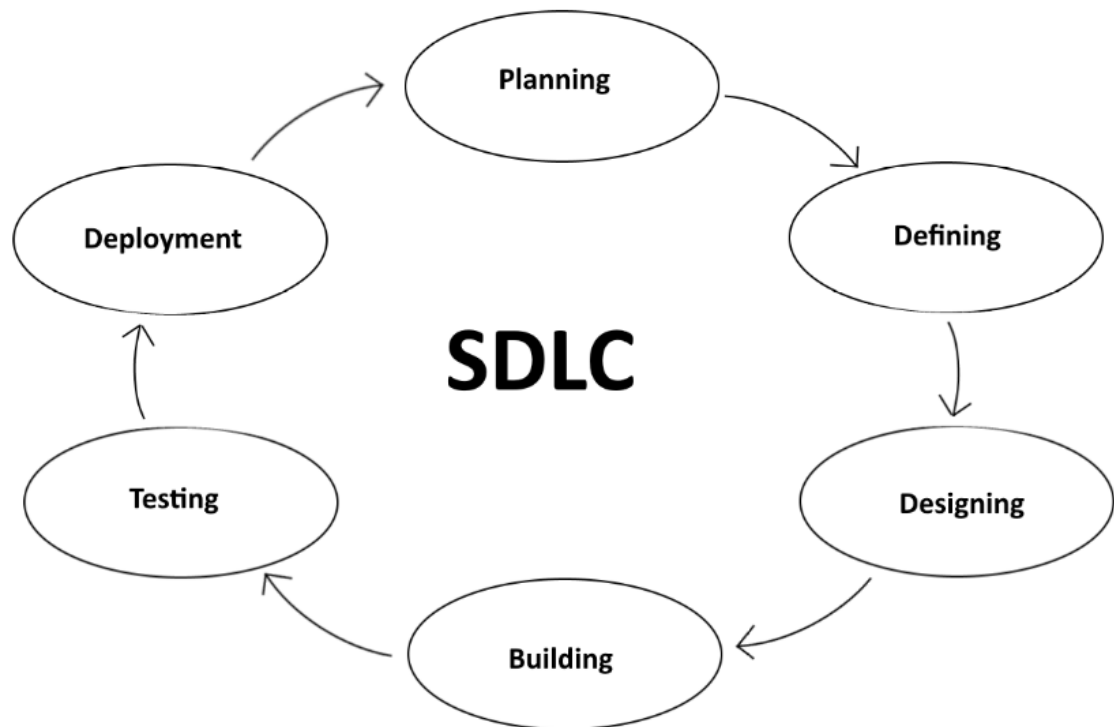 Planning
Defining
Designing
Building
Testing
Deployment
SDLC